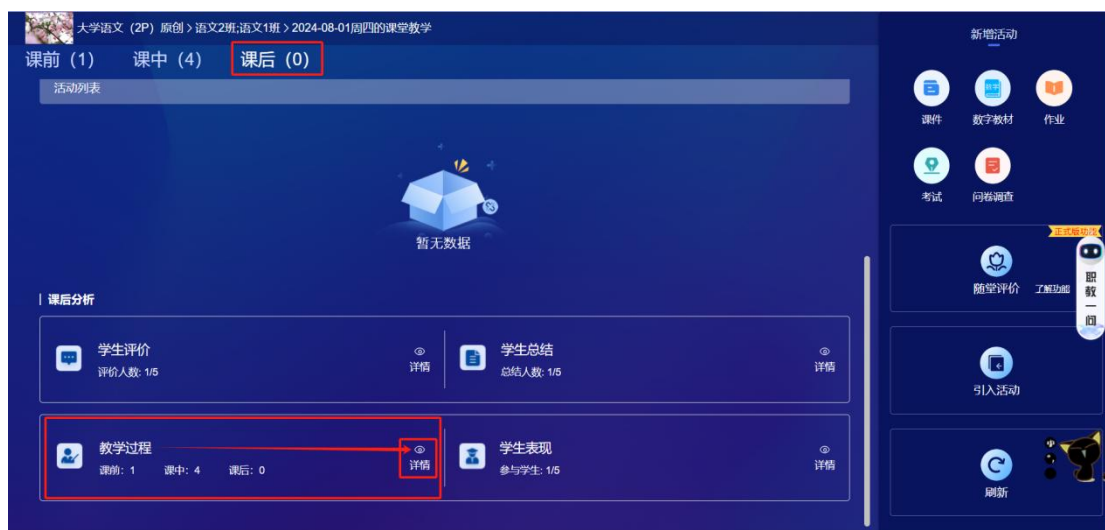 大学语文（2P）原创 > 语文2班;语文1班 > 2024-08-01周四的课堂教学
课前（1） 课中（4） 课后（0）
活动列表
暂无数据
课后分析
学生评价
评价人数: 1/5
详情
学生总结
总结人数: 1/5
详情
教学过程
课前: 1 课中: 4 课后: 0
详情
学生表现
参与学生: 1/5
详情
新增活动
课件 数字教材 作业
考试 问卷调查
正式版功能
随堂评价 了解功能
职教一问
引入活动
刷新